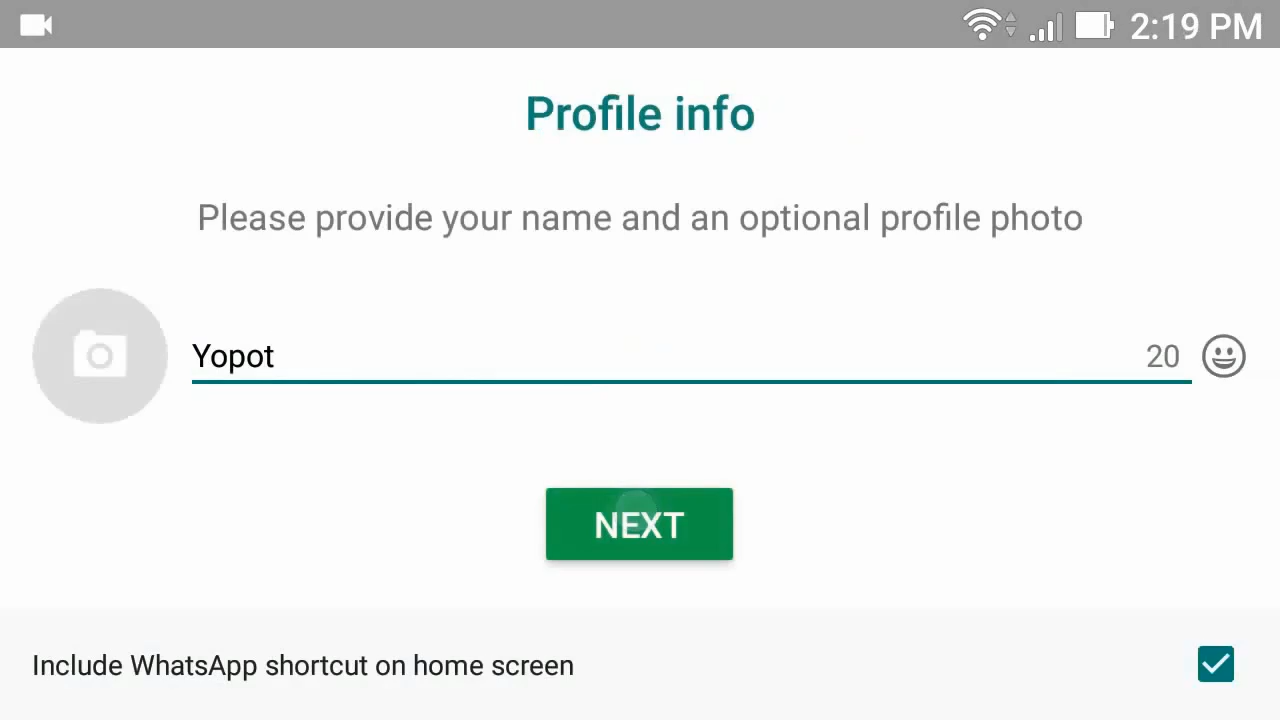 2:19 PM
Profile info
Please provide your name and an optional profile photo
Yopot 20
NEXT
Include WhatsApp shortcut on home screen